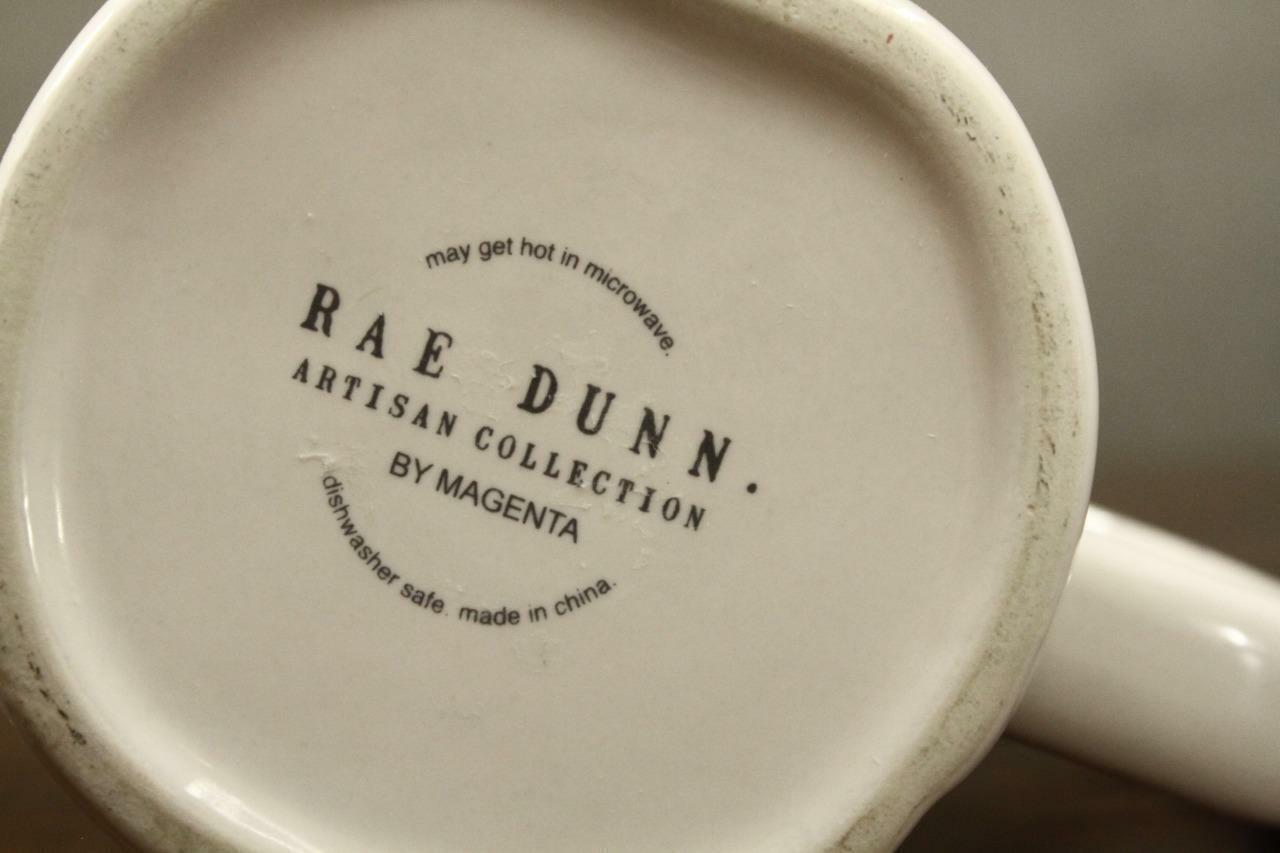 may get hot in microwave.
RAE DUNN.
ARTISAN COLLECTION
BY MAGENTA
dishwasher safe. made in china.